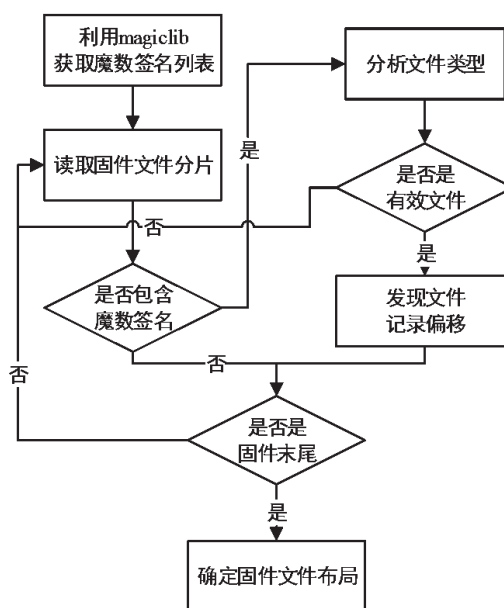 利用magiclib
获取魔数签名列表
分析文件类型
读取固件文件分片
是
是否是
有效文件
否
是
是否包含
魔数签名
发现文件
记录偏移
否
否
是否是
固件末尾
是
确定固件文件布局